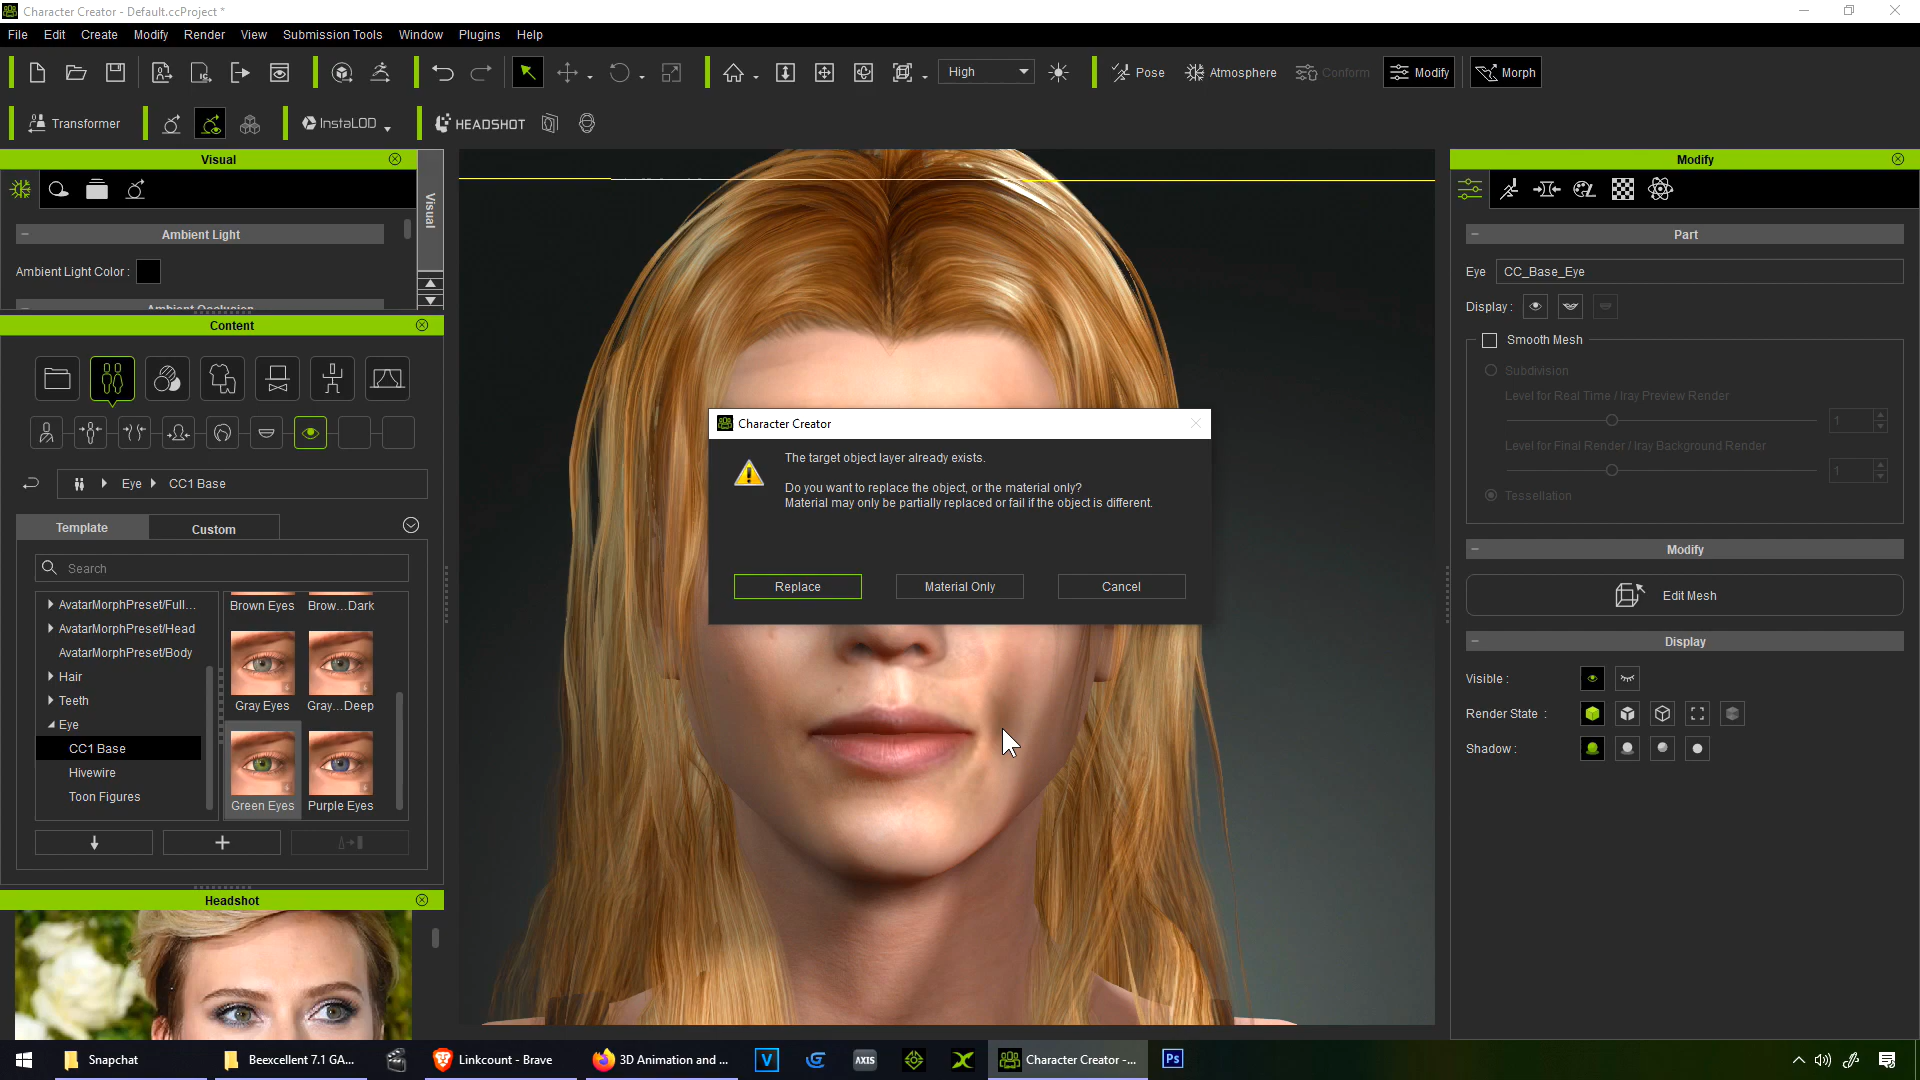 Character Creator - Default.ccProject *
File Edit Create Modify Render View Submission Tools Window Plugins Help
High
Pose Atmosphere Conform Modify Morph
Transformer InstaLOD HEADSHOT
Visual
Visual
Ambient Light
Ambient Light Color :
Ambient Occlusion
Content
Eye CC1 Base
Template Custom
Search
AvatarMorphPreset/Full...
AvatarMorphPreset/Head
AvatarMorphPreset/Body
Hair
Teeth
Eye
CC1 Base
Hivewire
Toon Figures
Brown Eyes Brow...Dark
Gray Eyes Gray...Deep
Green Eyes Purple Eyes
Headshot
Character Creator
The target object layer already exists.
Do you want to replace the object, or the material only?
Material may only be partially replaced or fail if the object is different.
Replace Material Only Cancel
Modify
Part
Eye CC_Base_Eye
Display :
Smooth Mesh
Subdivision
Level for Real Time / Iray Preview Render
1
Level for Final Render / Iray Background Render
1
Tessellation
Modify
Edit Mesh
Display
Visible :
Render State :
Shadow :
Snapchat Beexcellent 7.1 GA... Linkcount - Brave 3D Animation and ... V AXIS Character Creator -... Ps